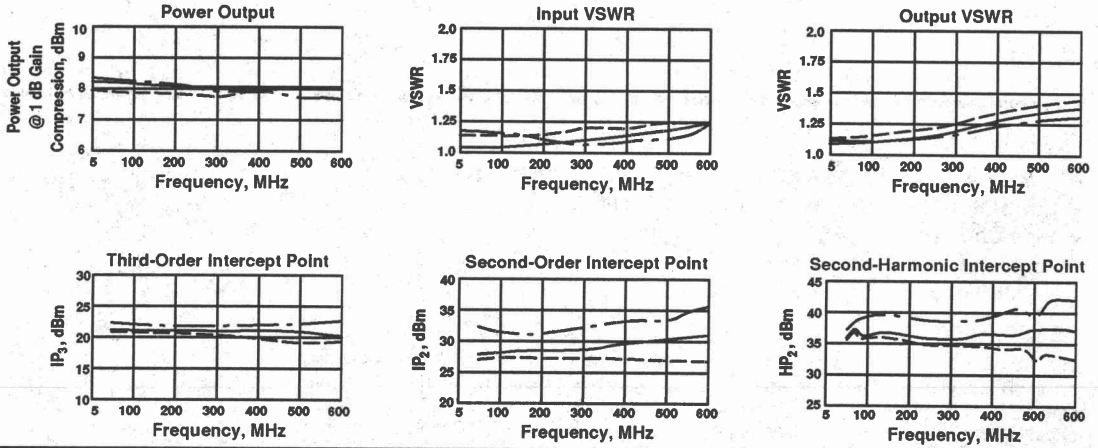 Power Output
Power Output
@ 1 dB Gain
Compression, dBm
10
9
8
7
6
5 100 200 300 400 500 600
Frequency, MHz
Input VSWR
VSWR
2.0
1.75
1.5
1.25
1.0
5 100 200 300 400 500 600
Frequency, MHz
Output VSWR
VSWR
2.0
1.75
1.5
1.25
1.0
5 100 200 300 400 500 600
Frequency, MHz
Third-Order Intercept Point
IP3, dBm
30
25
20
15
10
5 100 200 300 400 500 600
Frequency, MHz
Second-Order Intercept Point
IP2, dBm
40
35
30
25
20
5 100 200 300 400 500 600
Frequency, MHz
Second-Harmonic Intercept Point
HP2, dBm
45
40
35
30
25
5 100 200 300 400 500 600
Frequency, MHz